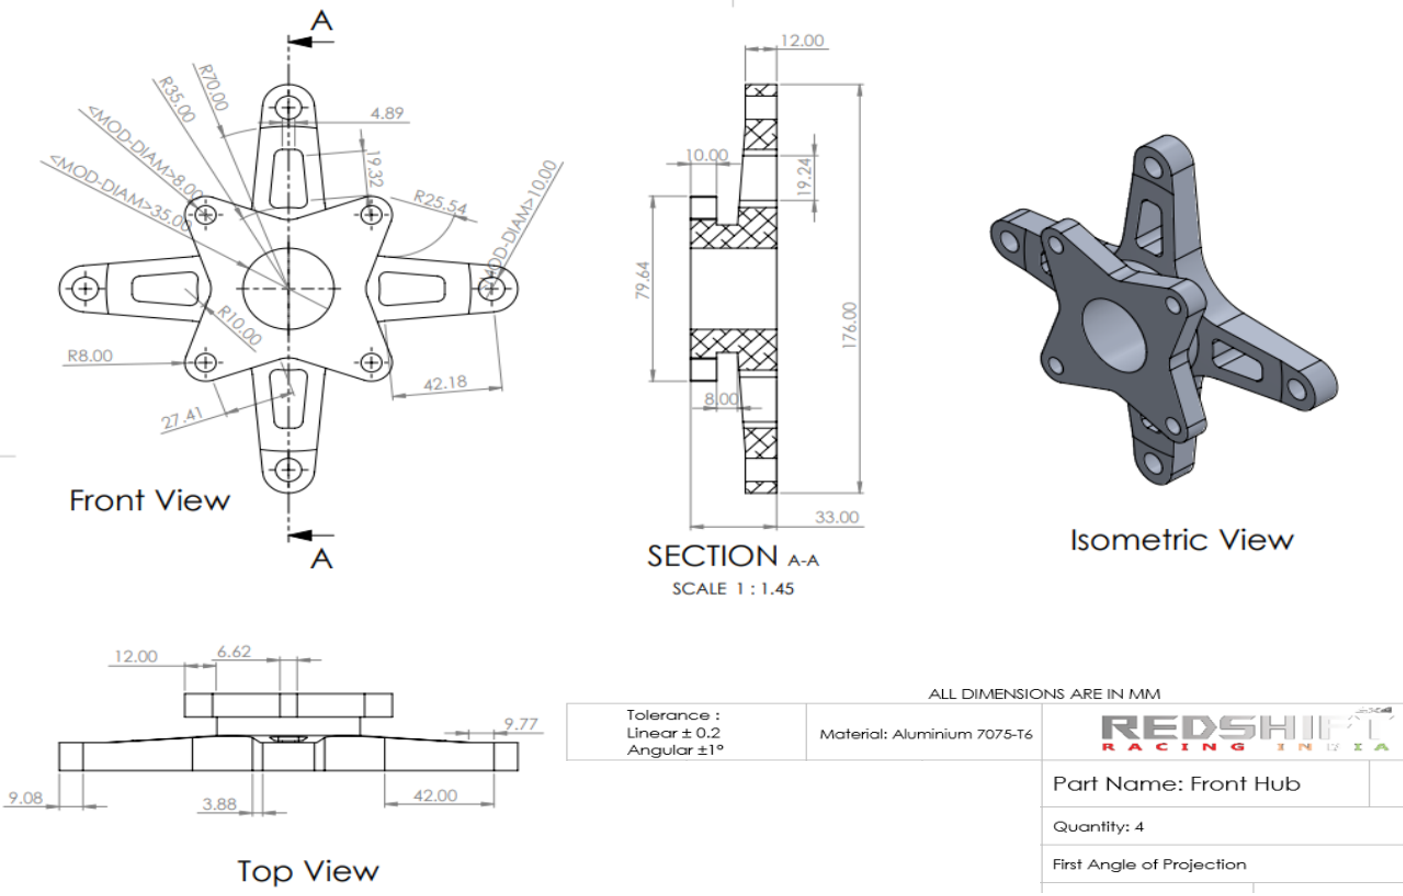 A
R70.00
R35.00
<MOD-DIAM>8.00
<MOD-DIAM>35.00
4.89
19.32
R25.54
<MOD-DIAM>10.00
R10.00
R8.00
27.41
42.18
Front View
A
12.00
10.00
19.24
79.64
176.00
8.00
33.00
SECTION A-A
SCALE 1 : 1.45
Isometric View
12.00
6.62
9.77
9.08
3.88
42.00
Top View
ALL DIMENSIONS ARE IN MM
Tolerance :
Linear ± 0.2
Angular ±1°
Material: Aluminium 7075-T6
REDSHIFT
RACING INDIA
Part Name: Front Hub
Quantity: 4
First Angle of Projection